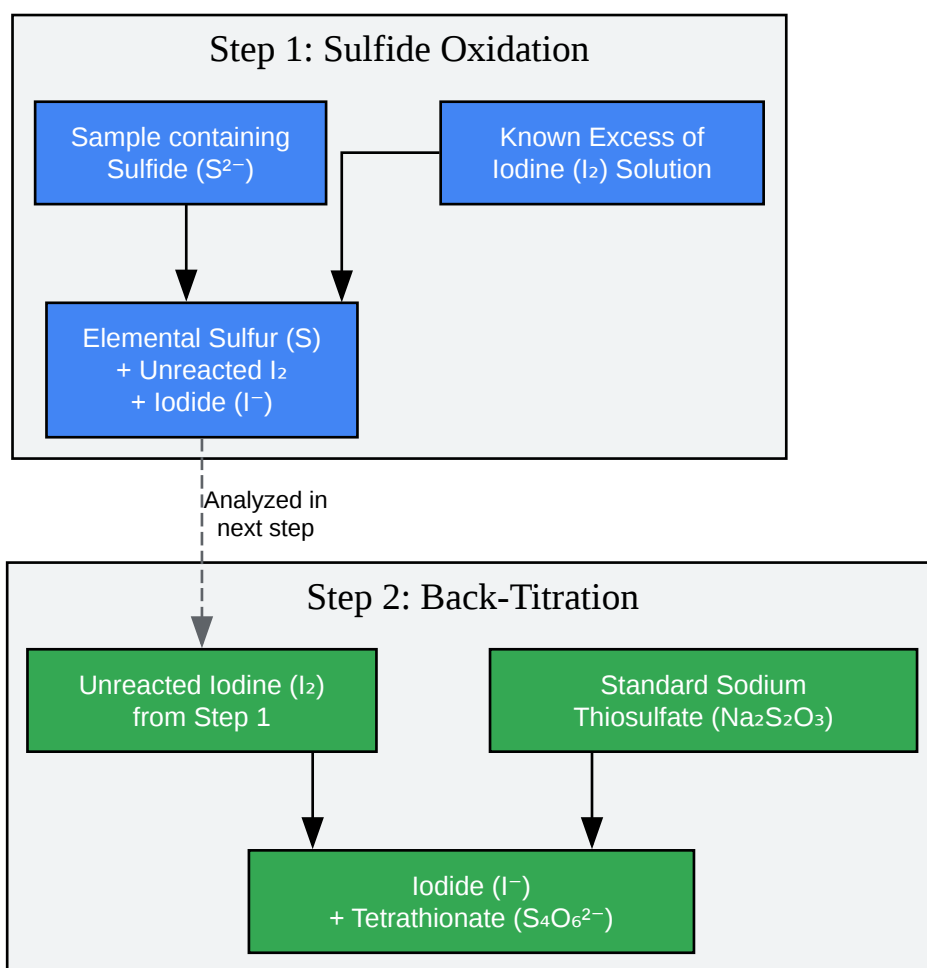 Step 1: Sulfide Oxidation
Sample containing
Sulfide (S²⁻)
Known Excess of
Iodine (I₂) Solution
Elemental Sulfur (S)
+ Unreacted I₂
+ Iodide (I⁻)
Analyzed in
next step
Step 2: Back-Titration
Unreacted Iodine (I₂)
from Step 1
Standard Sodium
Thiosulfate (Na₂S₂O₃)
Iodide (I⁻)
+ Tetrathionate (S₄O₆²⁻)